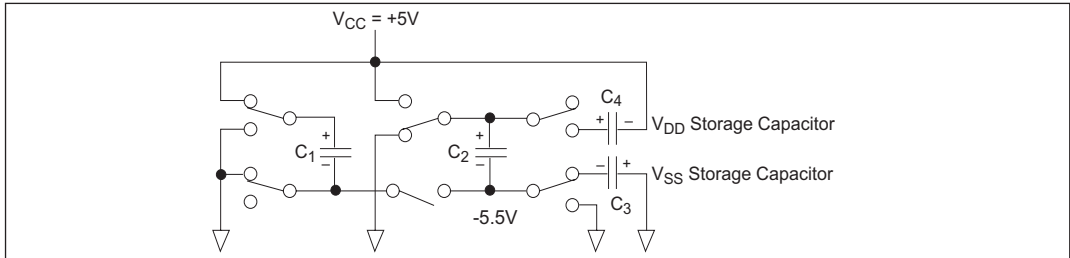 V_CC = +5V
C_4
+ −
V_DD Storage Capacitor
+
C_1
−
+
C_2
−
− +
V_SS Storage Capacitor
C_3
-5.5V